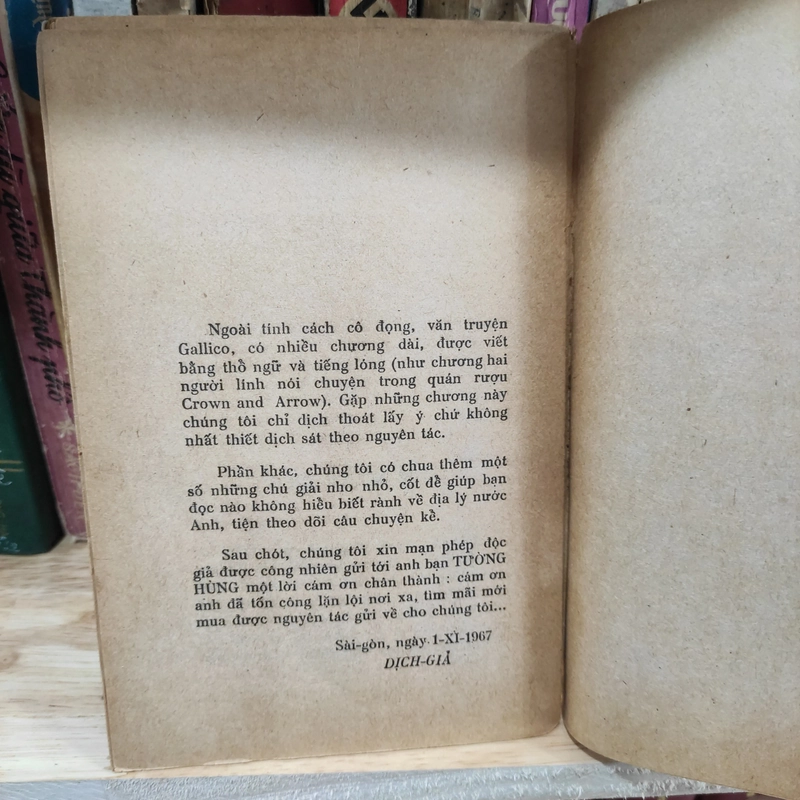 Ngoài tính cách cô đọng, văn truyện
Gallico, có nhiều chương dài, được viết
bằng thổ ngữ và tiếng lóng (như chương hai
người lính nói chuyện trong quán rượu
Crown and Arrow). Gặp những chương này
chúng tôi chỉ dịch thoát lấy ý chứ không
nhất thiết dịch sát theo nguyên tác.
Phần khác, chúng tôi có chua thêm một
số những chú giải nho nhỏ, cốt để giúp bạn
đọc nào không hiểu biết rành về địa lý nước
Anh, tiện theo dõi câu chuyện kể.
Sau chót, chúng tôi xin mạn phép độc
giả được công nhiên gửi tới anh bạn TƯỜNG
HÙNG một lời cám ơn chân thành : cám ơn
anh đã tốn công lặn lội nơi xa, tìm mãi mới
mua được nguyên tác gửi về cho chúng tôi...
Sài-gòn, ngày 1-XI-1967
DỊCH-GIẢ